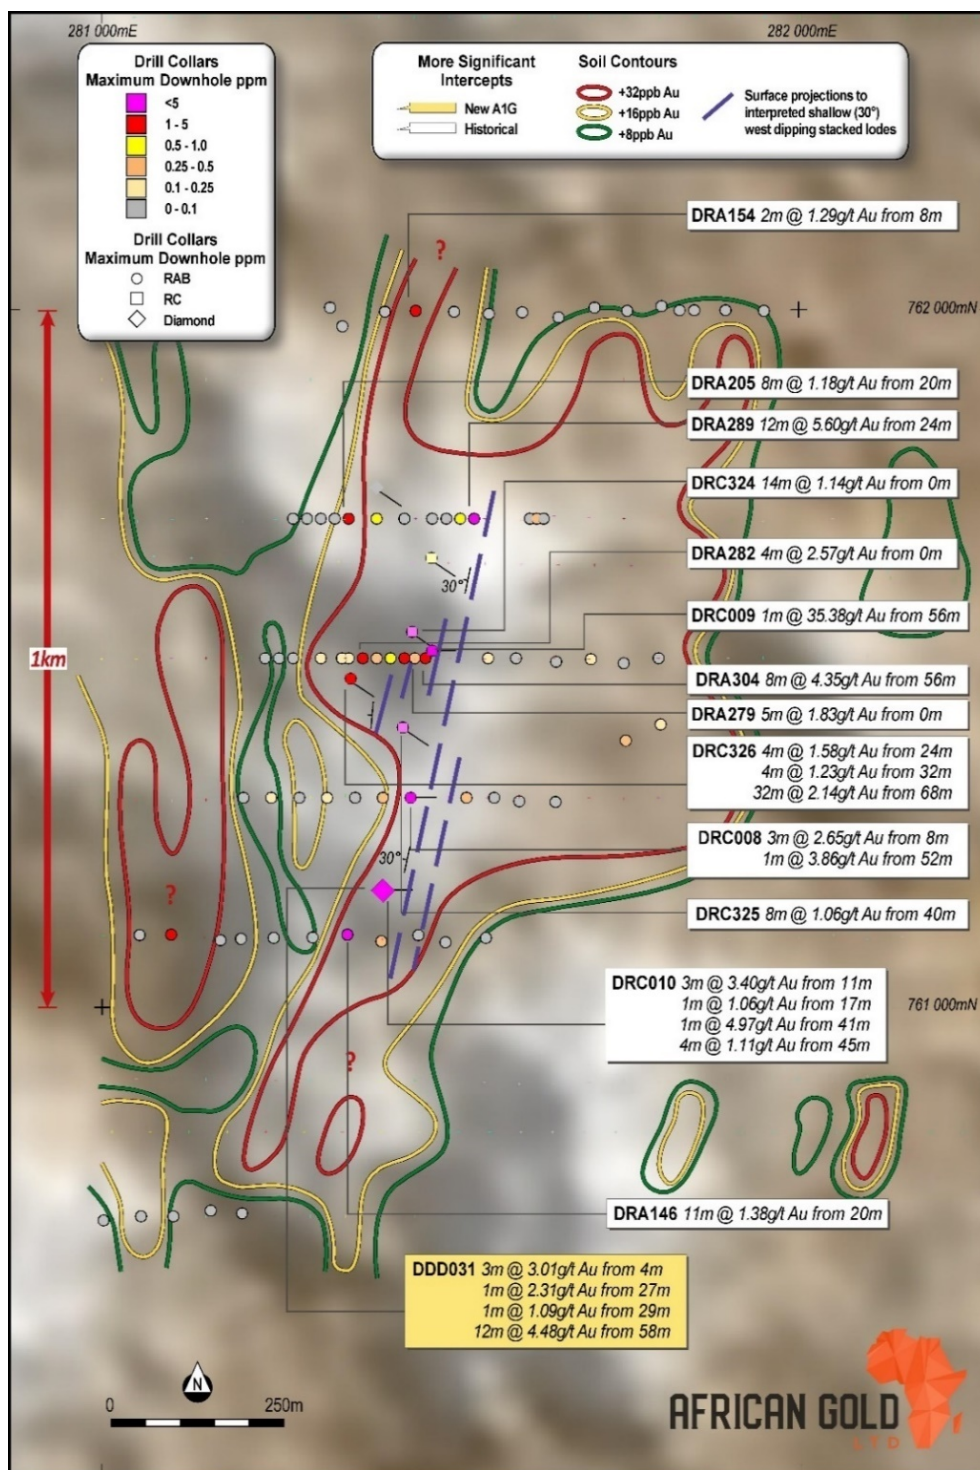 281 000mE
282 000mE
Drill Collars
Maximum Downhole ppm
<5
1 - 5
0.5 - 1.0
0.25 - 0.5
0.1 - 0.25
0 - 0.1
Drill Collars
Maximum Downhole ppm
RAB
RC
Diamond
More Significant
Intercepts
New A1G
Historical
Soil Contours
+32ppb Au
+16ppb Au
+8ppb Au
Surface projections to
interpreted shallow (30°)
west dipping stacked lodes
DRA154 2m @ 1.29g/t Au from 8m
?
762 000mN
DRA205 8m @ 1.18g/t Au from 20m
DRA289 12m @ 5.60g/t Au from 24m
DRC324 14m @ 1.14g/t Au from 0m
DRA282 4m @ 2.57g/t Au from 0m
30°
DRC009 1m @ 35.38g/t Au from 56m
1km
DRA304 8m @ 4.35g/t Au from 56m
DRA279 5m @ 1.83g/t Au from 0m
DRC326 4m @ 1.58g/t Au from 24m
4m @ 1.23g/t Au from 32m
32m @ 2.14g/t Au from 68m
DRC008 3m @ 2.65g/t Au from 8m
1m @ 3.86g/t Au from 52m
30°
?
DRC325 8m @ 1.06g/t Au from 40m
DRC010 3m @ 3.40g/t Au from 11m
1m @ 1.06g/t Au from 17m
1m @ 4.97g/t Au from 41m
4m @ 1.11g/t Au from 45m
761 000mN
?
DRA146 11m @ 1.38g/t Au from 20m
DDD031 3m @ 3.01g/t Au from 4m
1m @ 2.31g/t Au from 27m
1m @ 1.09g/t Au from 29m
12m @ 4.48g/t Au from 58m
N
0
250m
AFRICAN GOLD
LTD